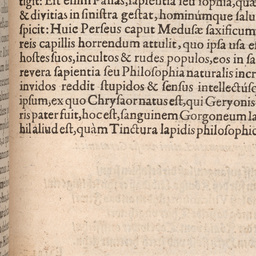 tigit: Est enim Pallas, sapientia seu sophia, quæ
& divitias in sinistra gestat, hominúmque salu
spicit: Huic Perseus caput Medusæ saxificum
reis capillis horrendum attulit, quo ipsa usa e
hostes suos, incultos & rudes populos, eos in sa
revera sapientia seu Philosophia naturalis incr
invidos reddit stupidos & sensus intellectúsq
ipsum, ex quo Chrysaor natus est, qui Geryonis
ris pater fuit, hoc est, sanguinem Gorgoneum la
hil aliud est, quàm Tinctura lapidis philosophic